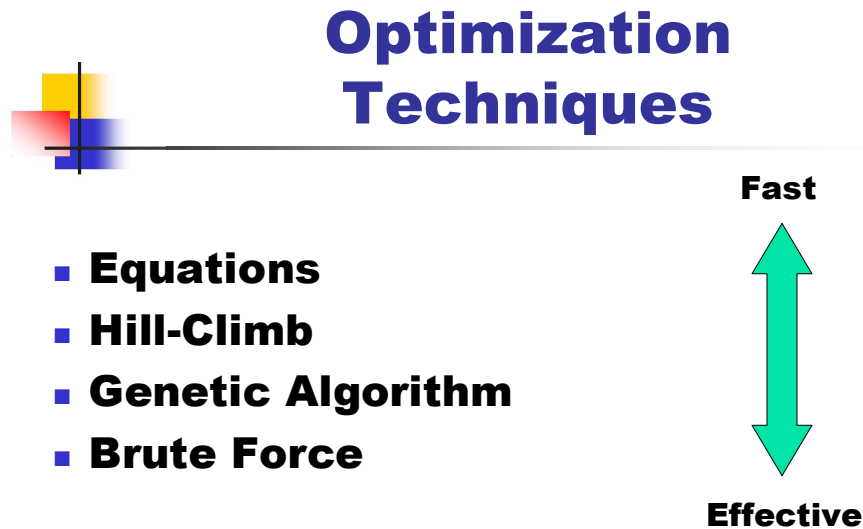 Optimization
Techniques
Fast
Equations
Hill-Climb
Genetic Algorithm
Brute Force
Effective